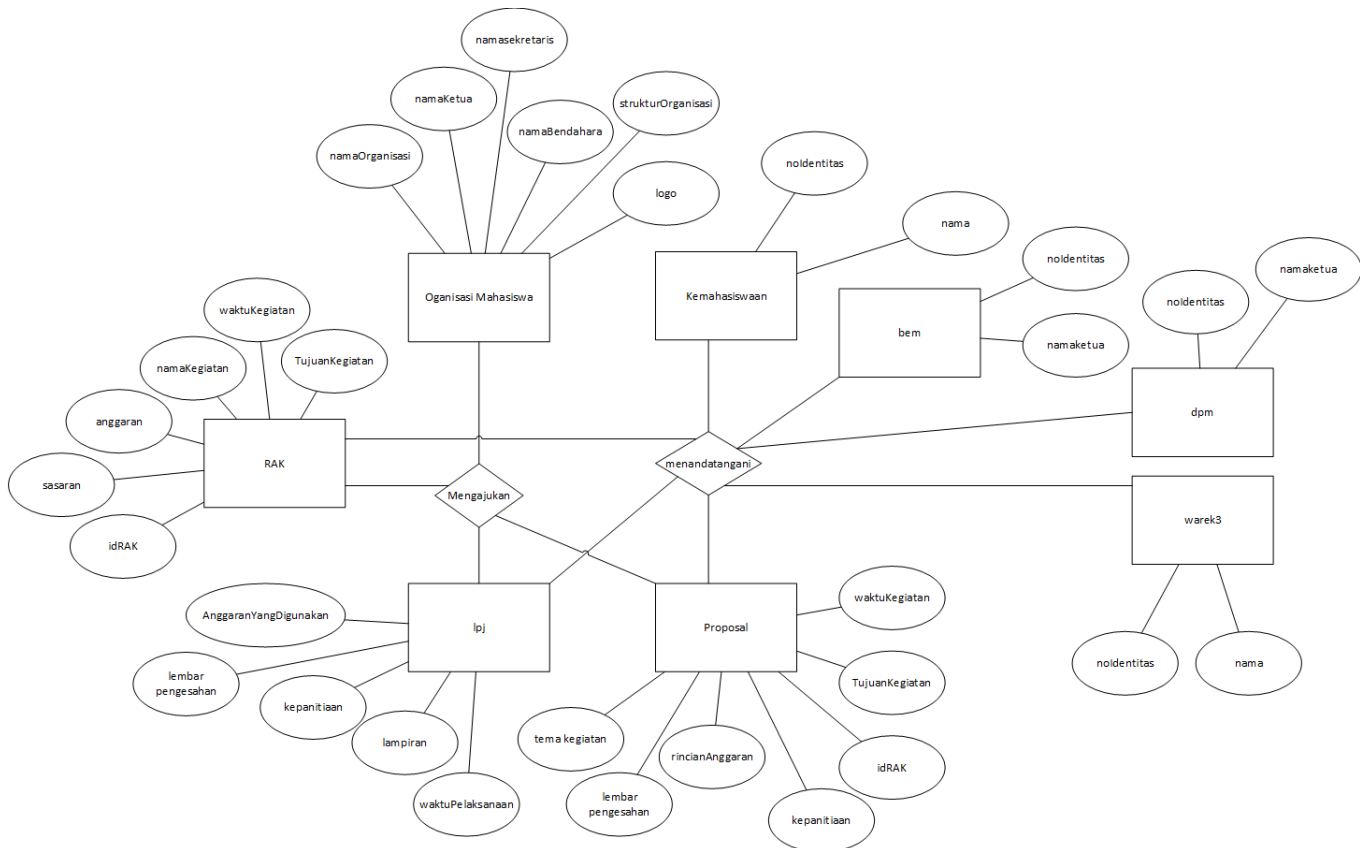 namasekretaris
namaKetua
strukturOrganisasi
namaBendahara
namaOrganisasi
noIdentitas
logo
nama
noIdentitas
namaketua
noIdentitas
Oganisasi Mahasiswa
Kemahasiswaan
waktuKegiatan
bem
namaketua
TujuanKegiatan
namaKegiatan
dpm
anggaran
RAK
menandatangani
sasaran
Mengajukan
warek3
idRAK
waktuKegiatan
AnggaranYangDigunakan
lpj
Proposal
noIdentitas
nama
lembar
pengesahan
TujuanKegiatan
kepanitiaan
tema kegiatan
lampiran
rincianAnggaran
idRAK
waktuPelaksanaan
lembar
pengesahan
kepanitiaan